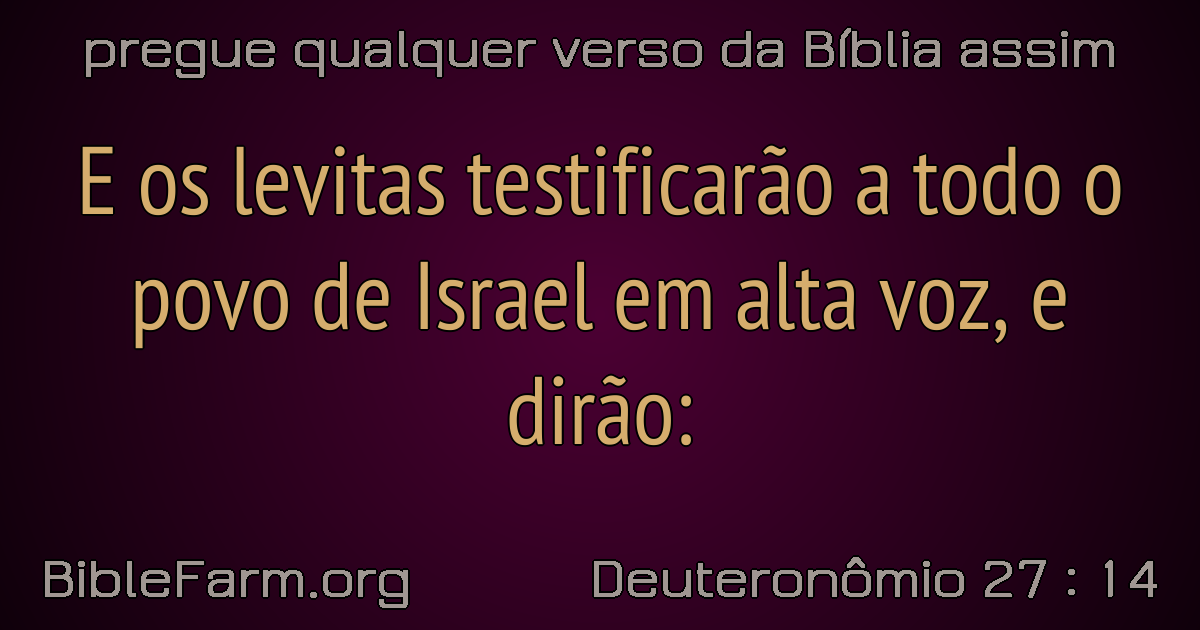 pregue qualquer verso da Bíblia assim
E os levitas testificarão a todo o
povo de Israel em alta voz, e
dirão:
BibleFarm.org
Deuteronômio 27 : 14